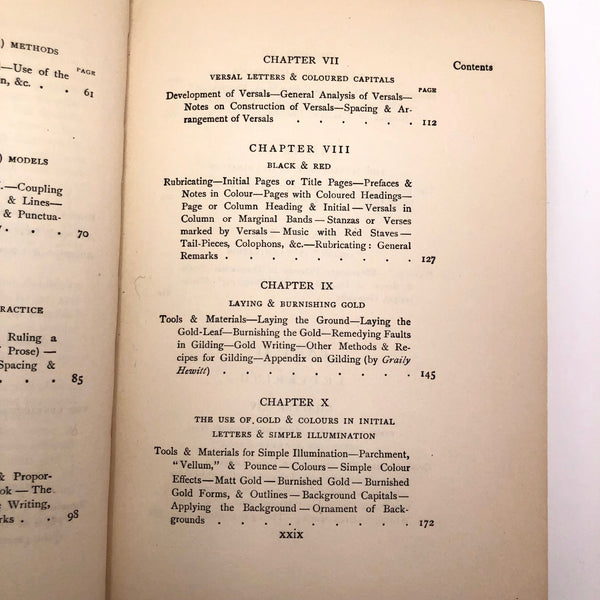 ) METHODS
—Use of the PAGE
n, &c. . . 61
) MODELS
.—Coupling
& Lines—
& Punctua-
. . . 70
RACTICE
Ruling a
Prose) —
Spacing &
. . . . 85
& Propor-
ok — The
Writing,
rks . . 98
Contents
CHAPTER VII
VERSAL LETTERS & COLOURED CAPITALS
PAGE
Development of Versals—General Analysis of Versals—
Notes on Construction of Versals—Spacing & Ar-
rangement of Versals . . . . . . 112
CHAPTER VIII
BLACK & RED
Rubricating—Initial Pages or Title Pages—Prefaces &
Notes in Colour—Pages with Coloured Headings—
Page or Column Heading & Initial—Versals in
Column or Marginal Bands—Stanzas or Verses
marked by Versals—Music with Red Staves—
Tail-Pieces, Colophons, &c.—Rubricating: General
Remarks . . . . . . . . 127
CHAPTER IX
LAYING & BURNISHING GOLD
Tools & Materials—Laying the Ground—Laying the
Gold-Leaf—Burnishing the Gold—Remedying Faults
in Gilding—Gold Writing—Other Methods & Re-
cipes for Gilding—Appendix on Gilding (by Graily
Hewitt) . . . . . . . . 145
CHAPTER X
THE USE OF GOLD & COLOURS IN INITIAL
LETTERS & SIMPLE ILLUMINATION
Tools & Materials for Simple Illumination—Parchment,
"Vellum," & Pounce—Colours—Simple Colour
Effects—Matt Gold—Burnished Gold—Burnished
Gold Forms, & Outlines—Background Capitals—
Applying the Background—Ornament of Back-
grounds . . . . . . . . 172
xxix